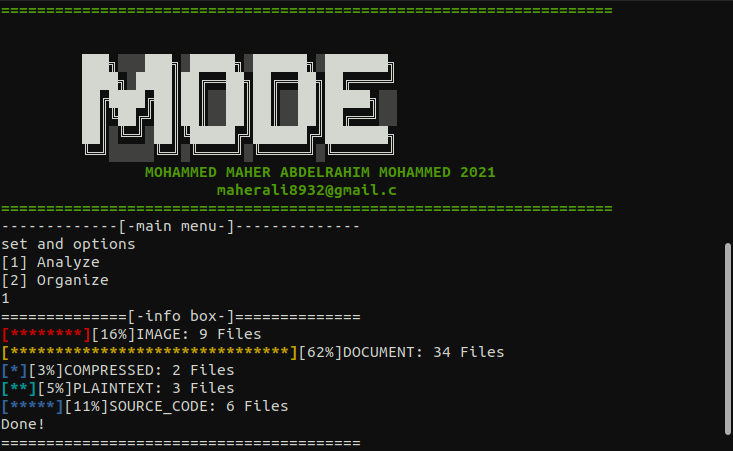 ===================================================================
MODE
MOHAMMED MAHER ABDELRAHIM MOHAMMED 2021
maherali8932@gmail.c
===================================================================
-------------[-main menu-]--------------
set and options
[1] Analyze
[2] Organize
1
==============[-info box-]==============
[********][16%]IMAGE: 9 Files
[*******************************][62%]DOCUMENT: 34 Files
[*][3%]COMPRESSED: 2 Files
[**][5%]PLAINTEXT: 3 Files
[*****][11%]SOURCE_CODE: 6 Files
Done!
========================================